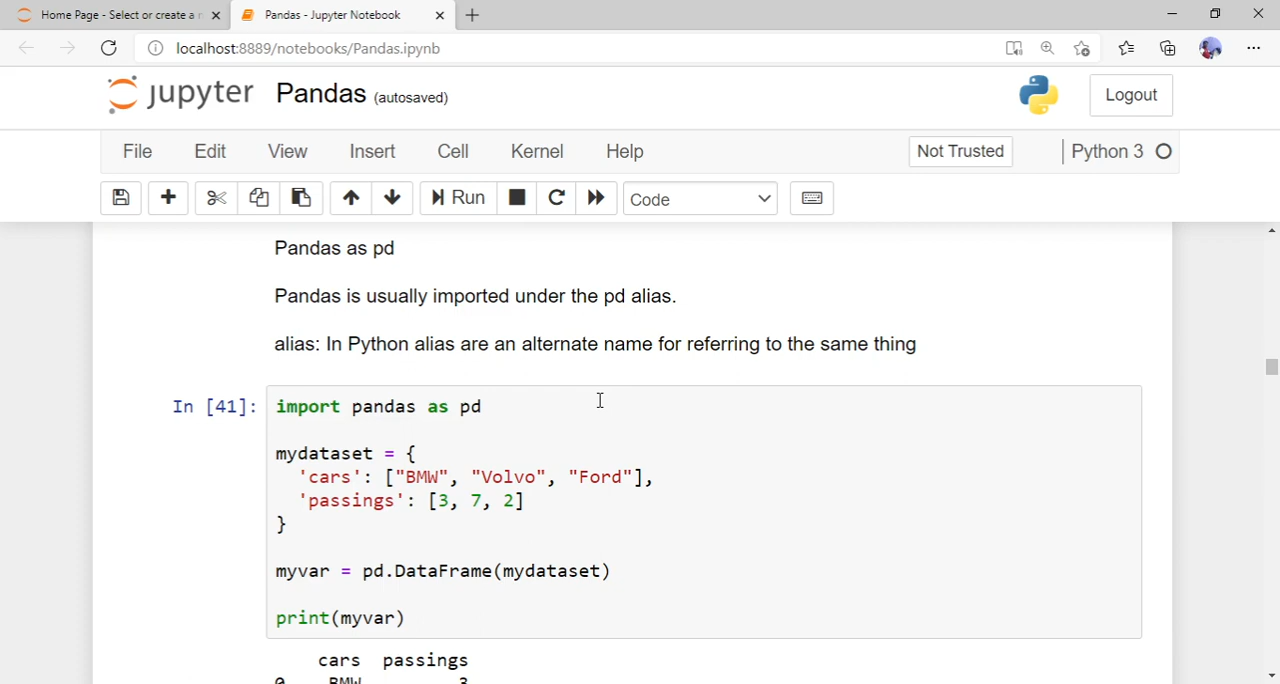 Home Page - Select or create a n
Pandas - Jupyter Notebook
localhost:8889/notebooks/Pandas.ipynb
jupyter Pandas (autosaved) Logout
File Edit View Insert Cell Kernel Help Not Trusted Python 3
Run Code
Pandas as pd
Pandas is usually imported under the pd alias.
alias: In Python alias are an alternate name for referring to the same thing
In [41]: import pandas as pd
mydataset = {
'cars': ["BMW", "Volvo", "Ford"],
'passings': [3, 7, 2]
}
myvar = pd.DataFrame(mydataset)
print(myvar)
cars passings
0 BMW 3